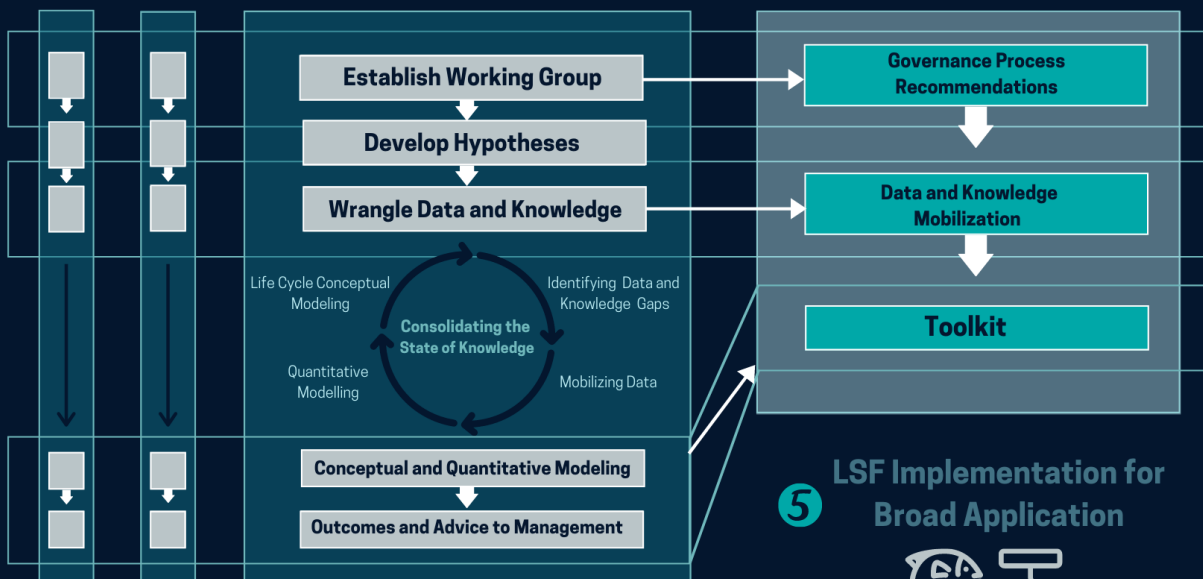 Establish Working Group
Develop Hypotheses
Wrangle Data and Knowledge
Life Cycle Conceptual
Modeling
Identifying Data and
Knowledge Gaps
Consolidating the
State of Knowledge
Quantitative
Modelling
Mobilizing Data
Conceptual and Quantitative Modeling
Outcomes and Advice to Management
Governance Process
Recommendations
Data and Knowledge
Mobilization
Toolkit
5
LSF Implementation for
Broad Application